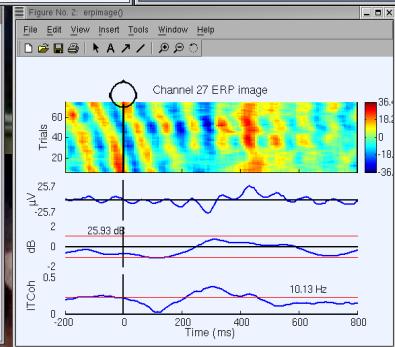 Figure No. 2: erpimage()
File Edit View Insert Tools Window Help
Channel 27 ERP image
Trials
60
40
20
36.4
18.2
0
-18.
-36.
μV
25.7
-25.7
25.93 dB
dB
2
0
-2
ITCoh
0.5
0
10.13 Hz
-200 0 200 400 600 800
Time (ms)